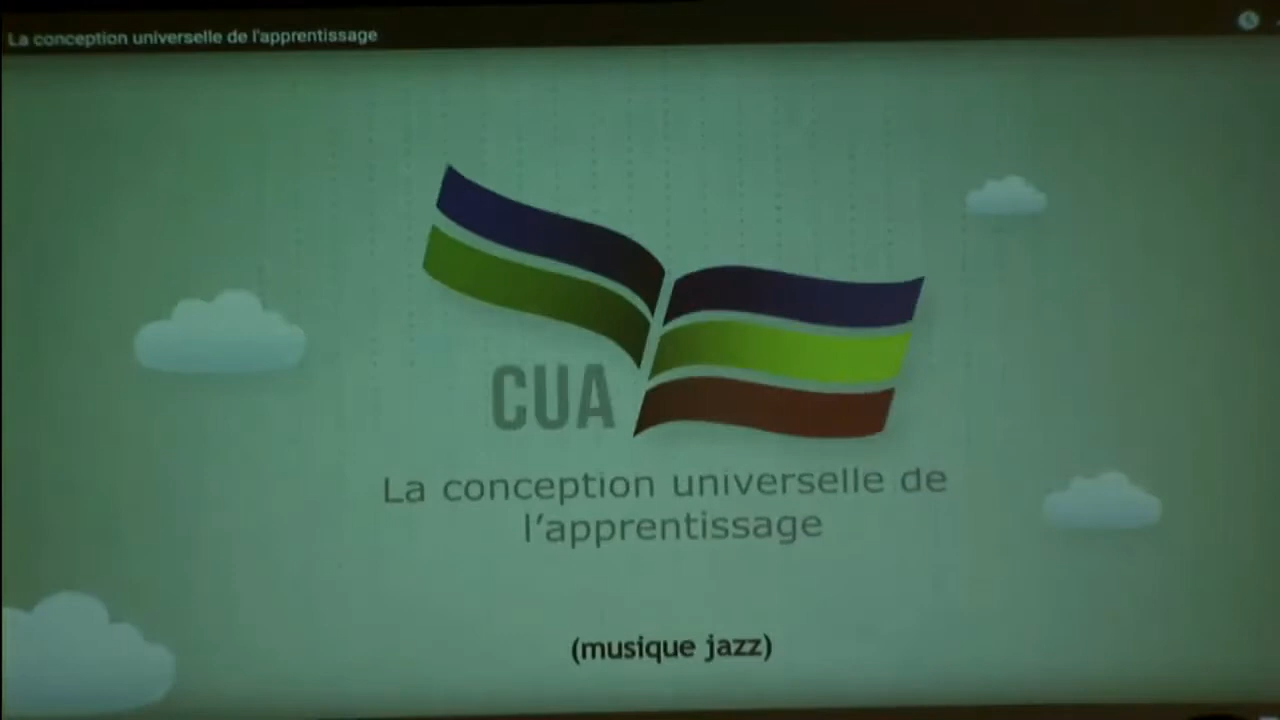 La conception universelle de l'apprentissage
CUA
La conception universelle de
l'apprentissage
(musique jazz)